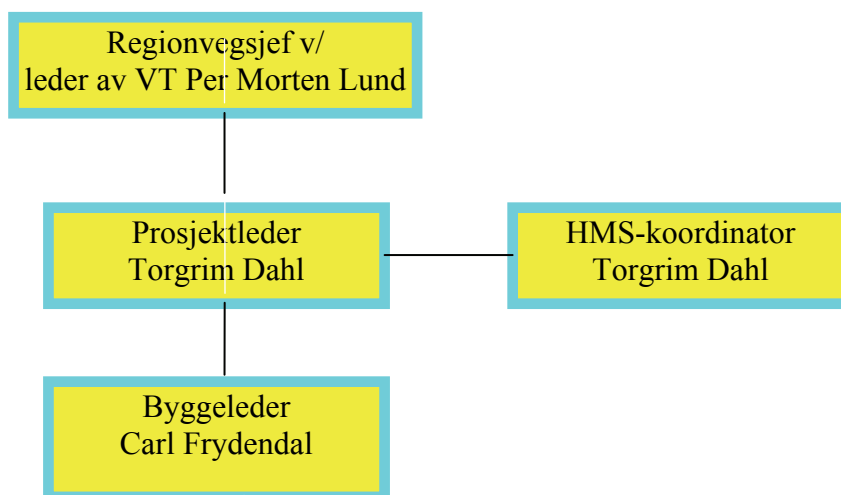 Regionvegsjef v/
leder av VT Per Morten Lund
Prosjektleder
Torgrim Dahl
HMS-koordinator
Torgrim Dahl
Byggeleder
Carl Frydendal